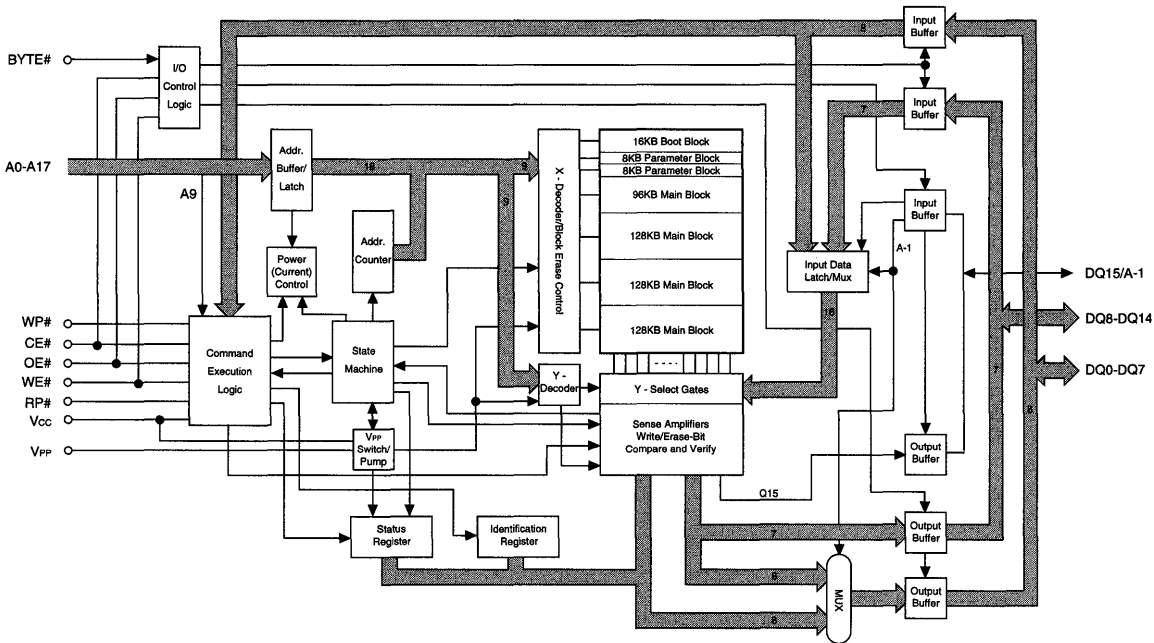 BYTE#
I/O
Control
Logic
8
Input
Buffer
7
Input
Buffer
A0-A17
Addr.
Buffer/
Latch
18
9
9
A9
X - Decoder/Block Erase Control
16KB Boot Block
8KB Parameter Block
8KB Parameter Block
96KB Main Block
128KB Main Block
128KB Main Block
128KB Main Block
Input
Buffer
A-1
Input Data
Latch/Mux
16
Addr.
Counter
Power
(Current)
Control
DQ15/A-1
DQ8-DQ14
DQ0-DQ7
7
8
WP#
CE#
OE#
WE#
RP#
Vcc
VPP
Command
Execution
Logic
State
Machine
Y -
Decoder
Y - Select Gates
Sense Amplifiers
Write/Erase-Bit
Compare and Verify
VPP
Switch/
Pump
Output
Buffer
Q15
Status
Register
Identification
Register
7
Output
Buffer
8
8
MUX
Output
Buffer